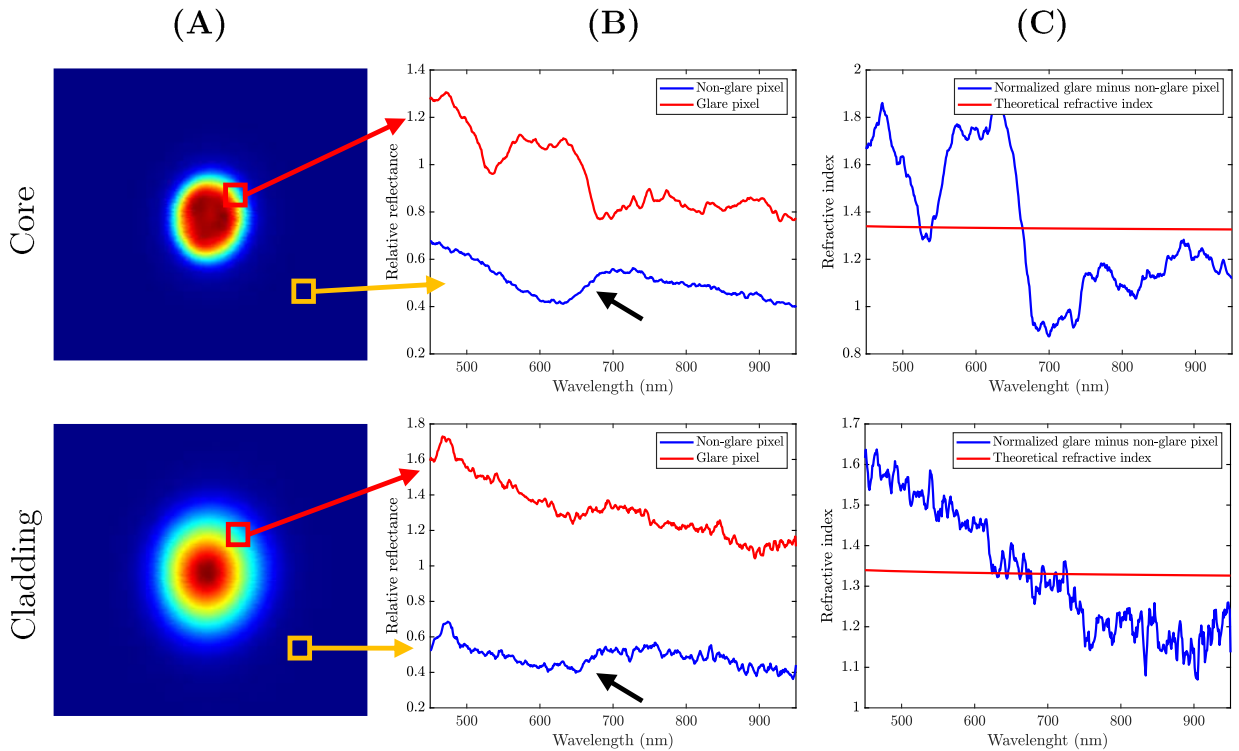 (A)
(B)
(C)
Core
1.4
1.2
1
0.8
0.6
0.4
0.2
Relative reflectance
Non-glare pixel
Glare pixel
500
600
700
800
900
Wavelength (nm)
2
1.8
1.6
1.4
1.2
1
0.8
Refractive index
Normalized glare minus non-glare pixel
Theoretical refractive index
500
600
700
800
900
Wavelenght (nm)
Cladding
1.8
1.6
1.4
1.2
1
0.8
0.6
0.4
0.2
Relative reflectance
Non-glare pixel
Glare pixel
500
600
700
800
900
Wavelength (nm)
1.7
1.6
1.5
1.4
1.3
1.2
1.1
1
Refractive index
Normalized glare minus non-glare pixel
Theoretical refractive index
500
600
700
800
900
Wavelenght (nm)